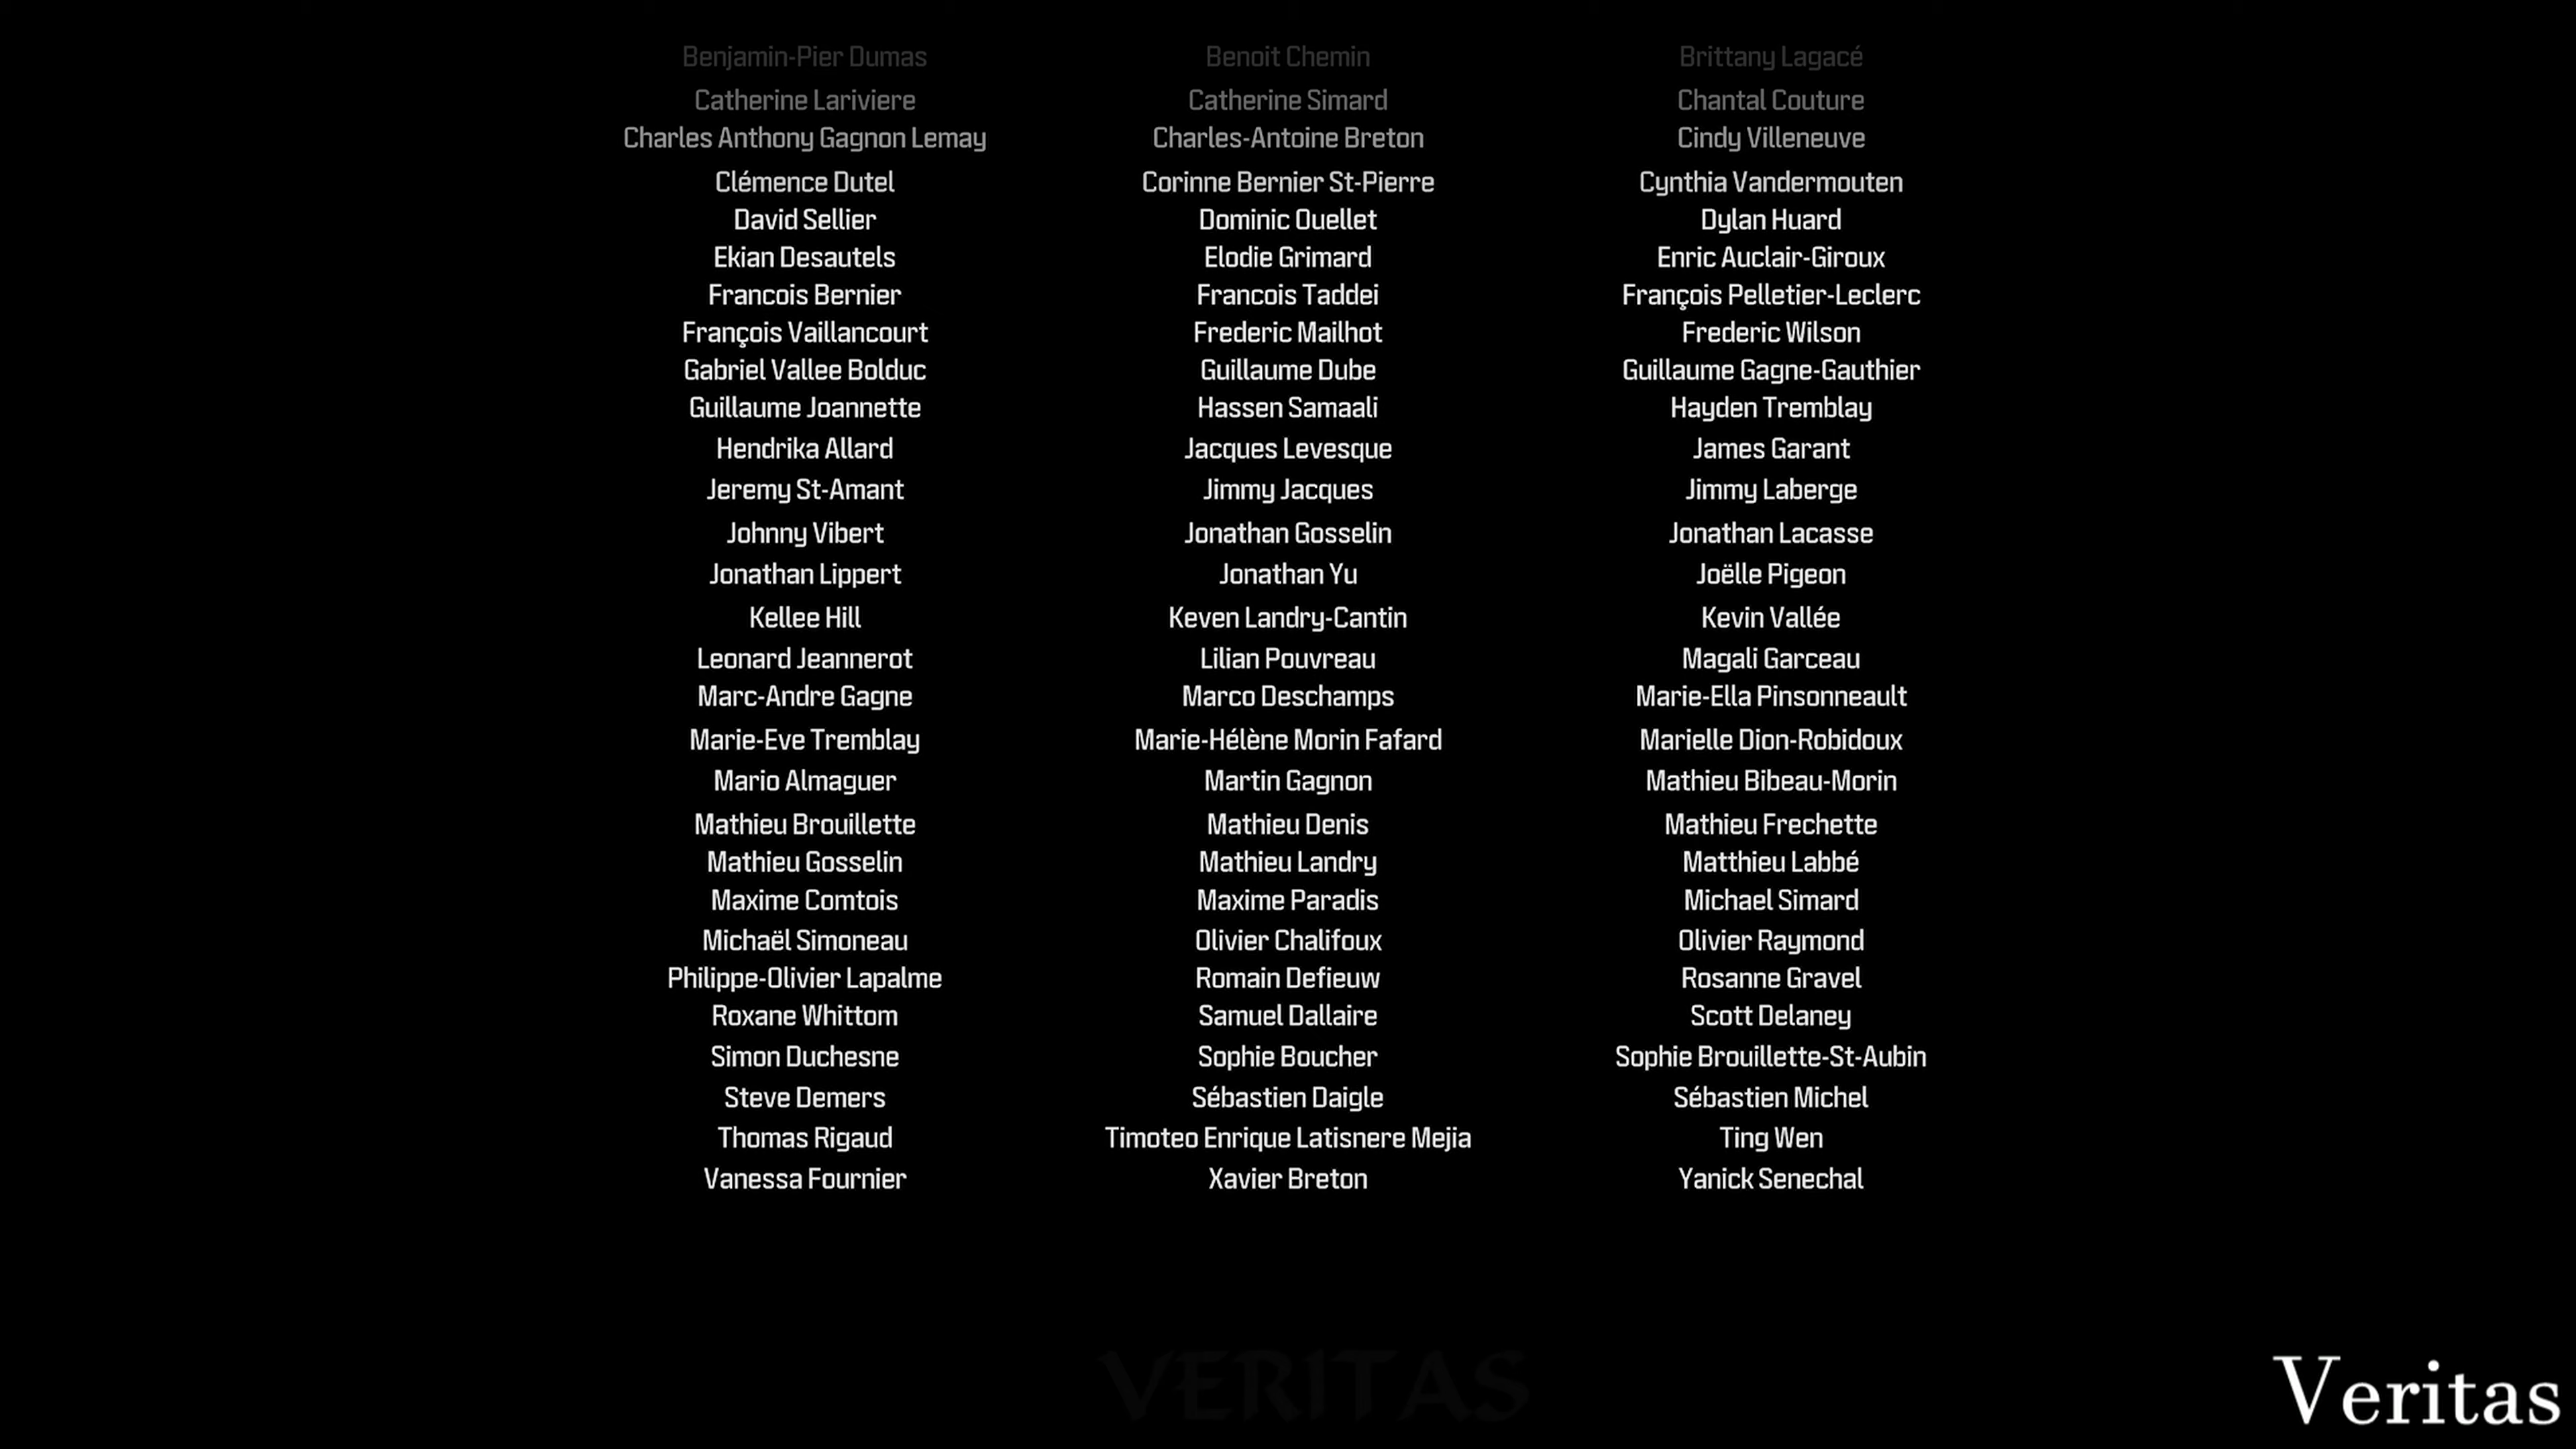 Benjamin-Pier Dumas Benoit Chemin Brittany Lagacé
Catherine Lariviere Catherine Simard Chantal Couture
Charles Anthony Gagnon Lemay Charles-Antoine Breton Cindy Villeneuve
Clémence Dutel Corinne Bernier St-Pierre Cynthia Vandermouten
David Sellier Dominic Ouellet Dylan Huard
Ekian Desautels Elodie Grimard Enric Auclair-Giroux
Francois Bernier Francois Taddei François Pelletier-Leclerc
François Vaillancourt Frederic Mailhot Frederic Wilson
Gabriel Vallee Bolduc Guillaume Dube Guillaume Gagne-Gauthier
Guillaume Joannette Hassen Samaali Hayden Tremblay
Hendrika Allard Jacques Levesque James Garant
Jeremy St-Amant Jimmy Jacques Jimmy Laberge
Johnny Vibert Jonathan Gosselin Jonathan Lacasse
Jonathan Lippert Jonathan Yu Joëlle Pigeon
Kellee Hill Keven Landry-Cantin Kevin Vallée
Leonard Jeannerot Lilian Pouvreau Magali Garceau
Marc-Andre Gagne Marco Deschamps Marie-Ella Pinsonneault
Marie-Eve Tremblay Marie-Hélène Morin Fafard Marielle Dion-Robidoux
Mario Almaguer Martin Gagnon Mathieu Bibeau-Morin
Mathieu Brouillette Mathieu Denis Mathieu Frechette
Mathieu Gosselin Mathieu Landry Matthieu Labbé
Maxime Comtois Maxime Paradis Michael Simard
Michaël Simoneau Olivier Chalifoux Olivier Raymond
Philippe-Olivier Lapalme Romain Defieuw Rosanne Gravel
Roxane Whittom Samuel Dallaire Scott Delaney
Simon Duchesne Sophie Boucher Sophie Brouillette-St-Aubin
Steve Demers Sébastien Daigle Sébastien Michel
Thomas Rigaud Timoteo Enrique Latisnere Mejia Ting Wen
Vanessa Fournier Xavier Breton Yanick Senechal
VERITAS
Veritas